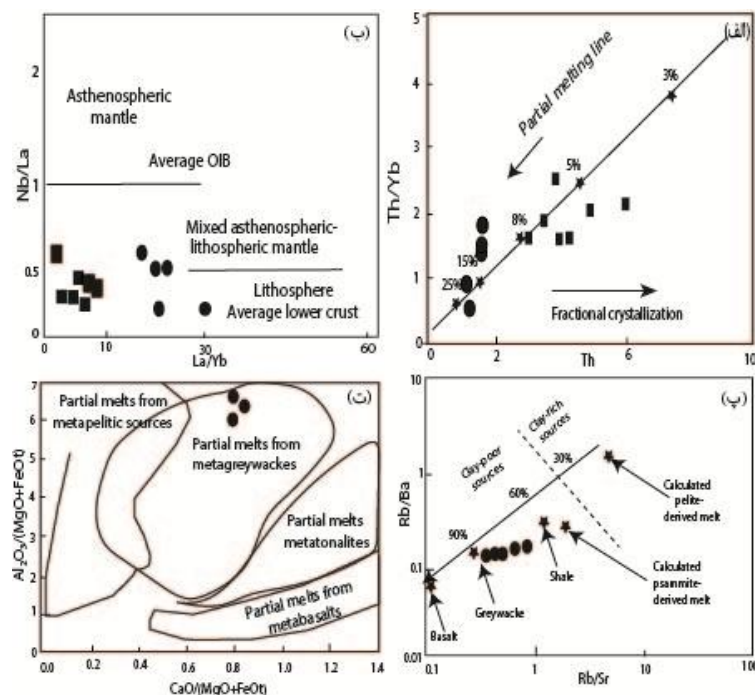 (ب)
Nb/La
2
1
0.5
0
Asthenospheric
mantle
Average OIB
Mixed asthenospheric-
lithospheric mantle
Lithosphere
Average lower crust
0
10
30
60
La/Yb
(الف)
Th/Yb
5
4
3
2
1
0
Partial melting line
3%
5%
8%
15%
25%
Fractional crystallization
0
2
6
10
Th
(ت)
Al₂O₃/(MgO+FeOt)
7
6
5
4
3
2
1
0
Partial melts from
metapelitic sources
Partial melts from
metagreywackes
Partial melts
metatonalites
Partial melts from
metabasalts
0.0
0.2
0.4
0.6
0.8
1.0
1.2
1.4
CaO/(MgO+FeOt)
(پ)
Rb/Ba
1
0.1
0.01
Clay-poor
sources
Clay-rich
sources
90%
60%
30%
Calculated
pelite-
derived melt
Calculated
psammite-
derived melt
Shale
Greywacke
Basalt
0.1
1
10
100
Rb/Sr